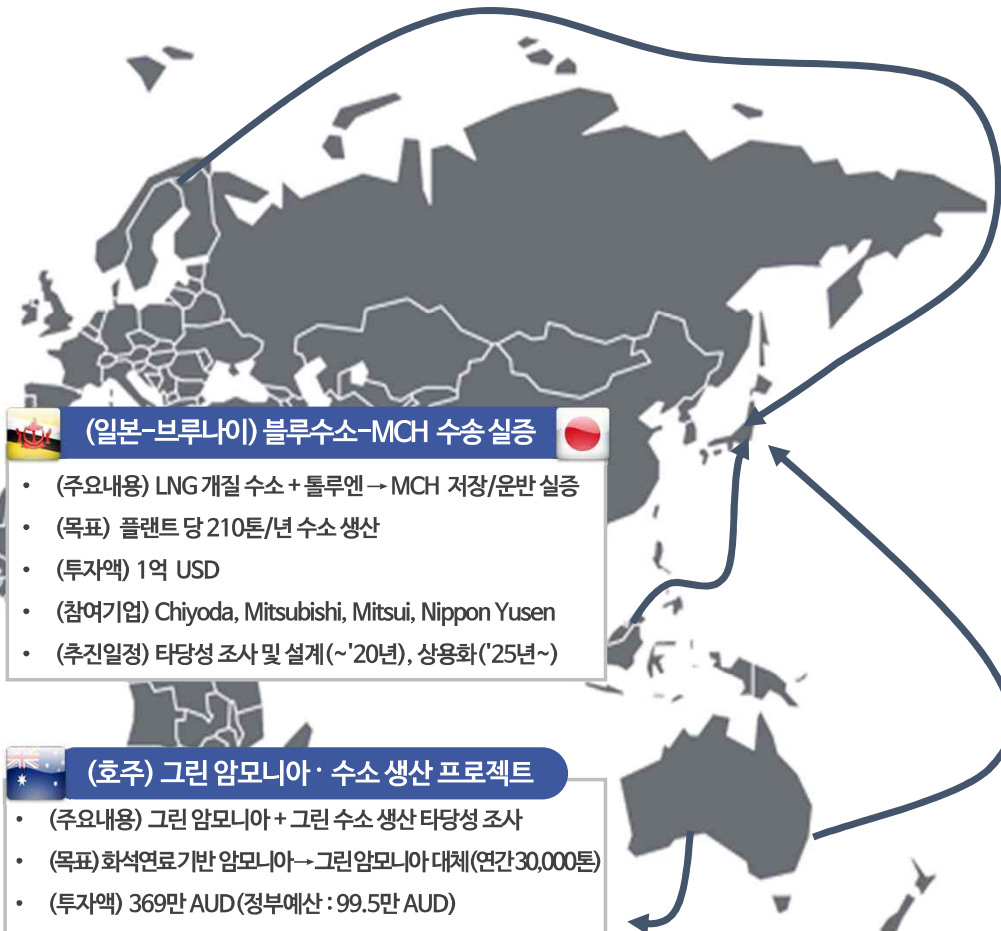 (일본-브루나이) 블루수소-MCH 수송 실증
• (주요내용) LNG 개질 수소 + 톨루엔 → MCH 저장/운반 실증
• (목표) 플랜트 당 210톤/년 수소 생산
• (투자액) 1억 USD
• (참여기업) Chiyoda, Mitsubishi, Mitsui, Nippon Yusen
• (추진일정) 타당성 조사 및 설계(~'20년), 상용화('25년~)
(호주) 그린 암모니아 · 수소 생산 프로젝트
• (주요내용) 그린 암모니아 + 그린 수소 생산 타당성 조사
• (목표) 화석연료 기반 암모니아→그린 암모니아 대체(연간 30,000톤)
• (투자액) 369만 AUD (정부예산 : 99.5만 AUD)